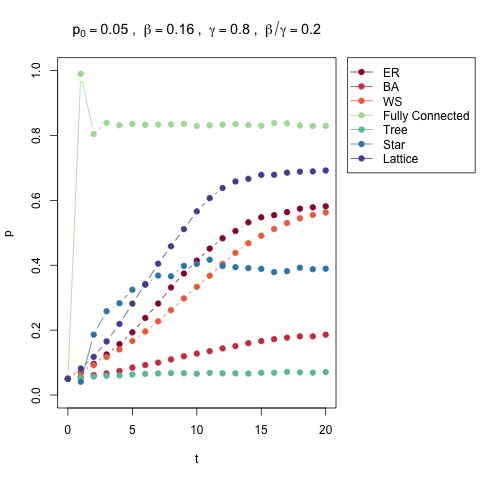 p₀ = 0.05 , β = 0.16 , γ = 0.8 , β/γ = 0.2
ER
BA
WS
Fully Connected
Tree
Star
Lattice
1.0
0.8
0.6
0.4
0.2
0.0
p
0 5 10 15 20
t